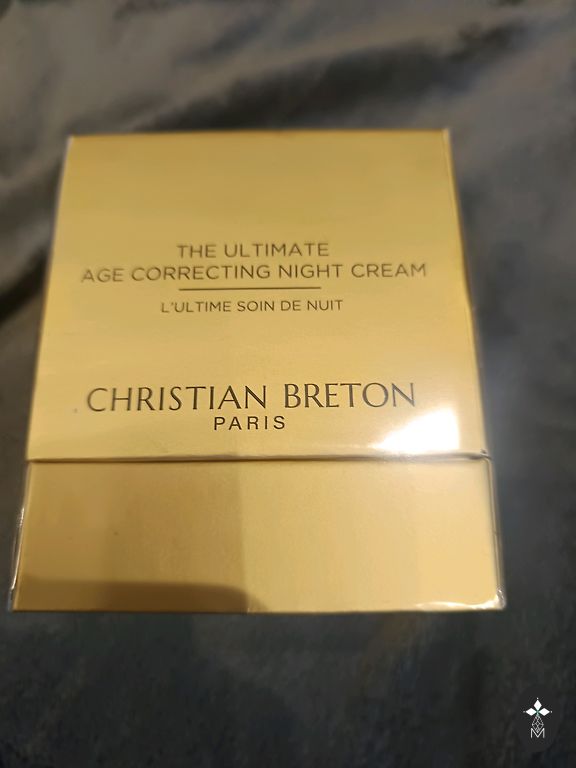 THE ULTIMATE
AGE CORRECTING NIGHT CREAM
L'ULTIME SOIN DE NUIT
CHRISTIAN BRETON
PARIS
M